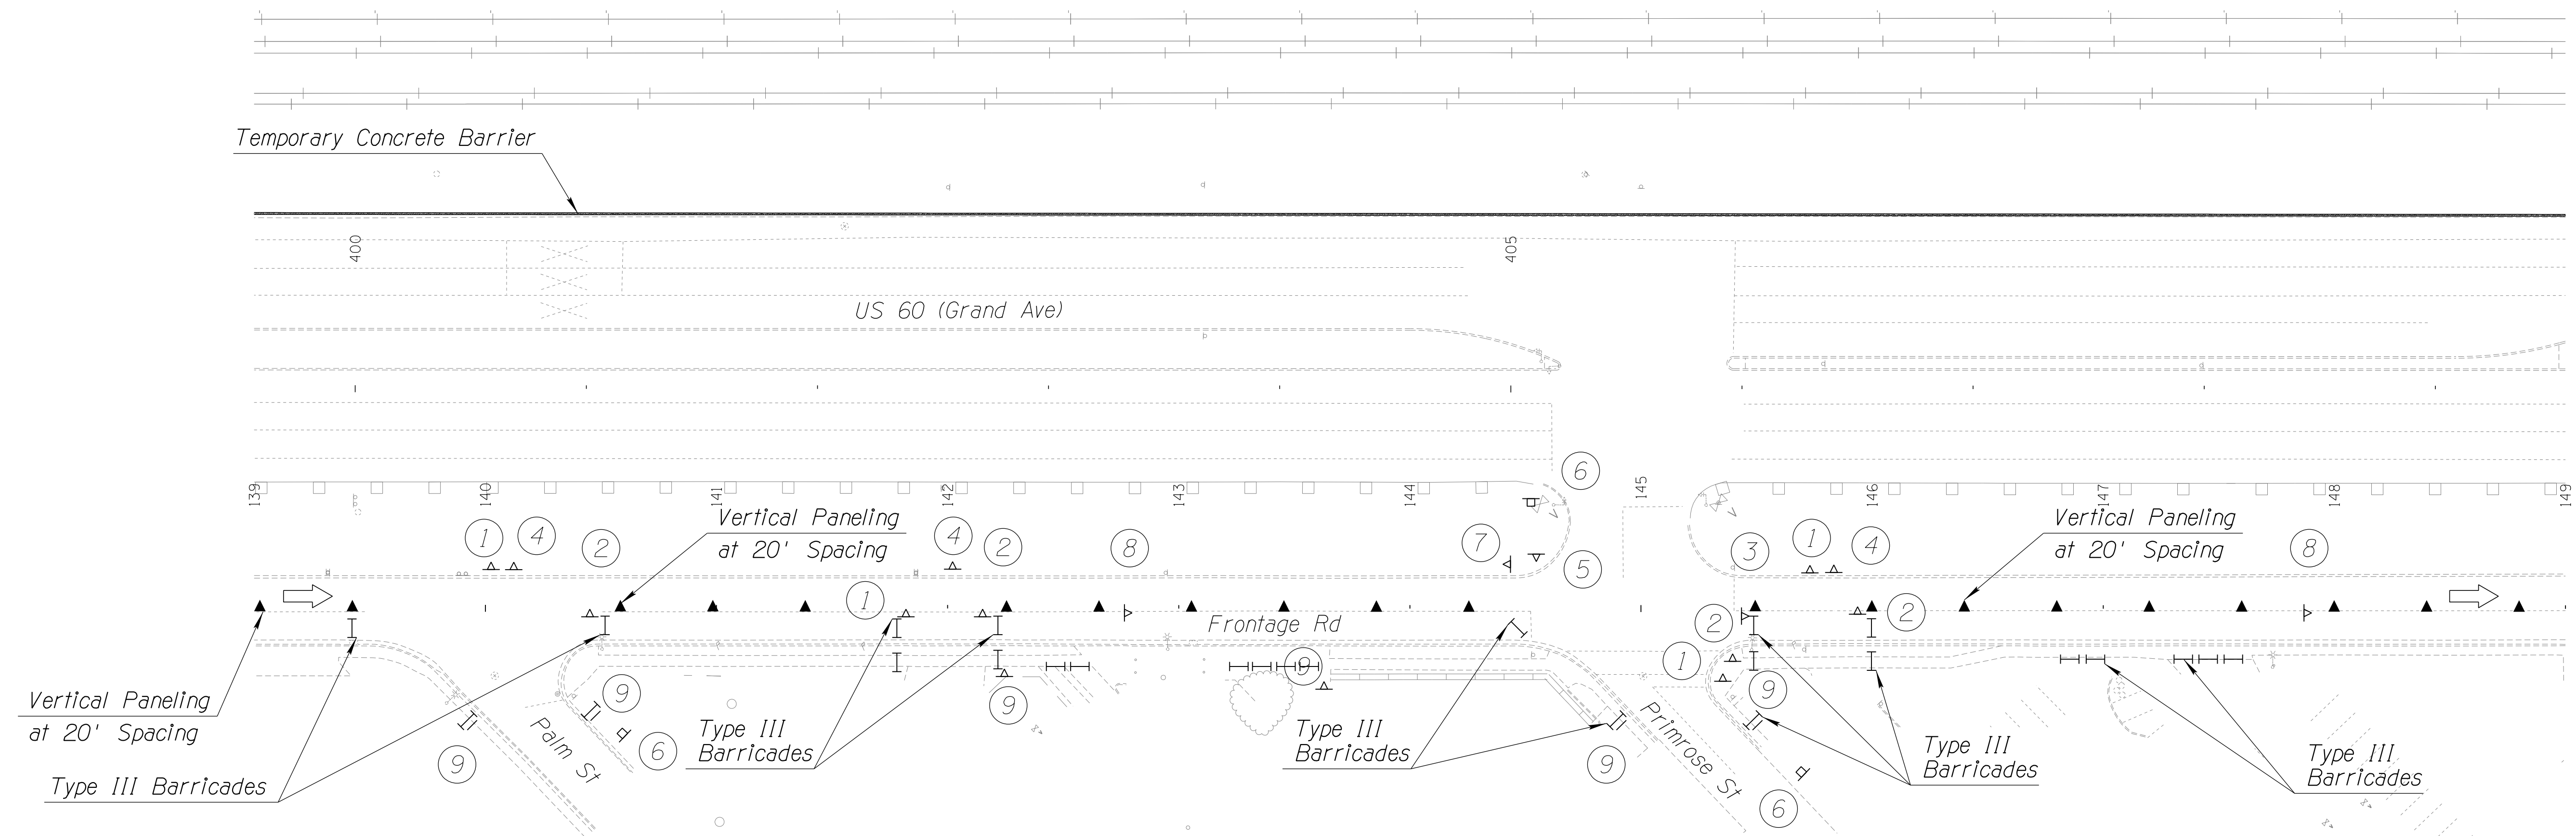 Temporary Concrete Barrier
400
405
US 60 (Grand Ave)
6
139
140
141
142
143
144
145
146
147
148
149
Vertical Paneling
at 20' Spacing
Vertical Paneling
at 20' Spacing
1
4
2
4
2
8
7
5
3
1
4
8
1
Frontage Rd
2
2
1
9
9
9
9
Vertical Paneling
at 20' Spacing
Palm St
6
Type III
Barricades
Type III
Barricades
Primrose St
Type III
Barricades
Type III
Barricades
9
9
Type III Barricades
6